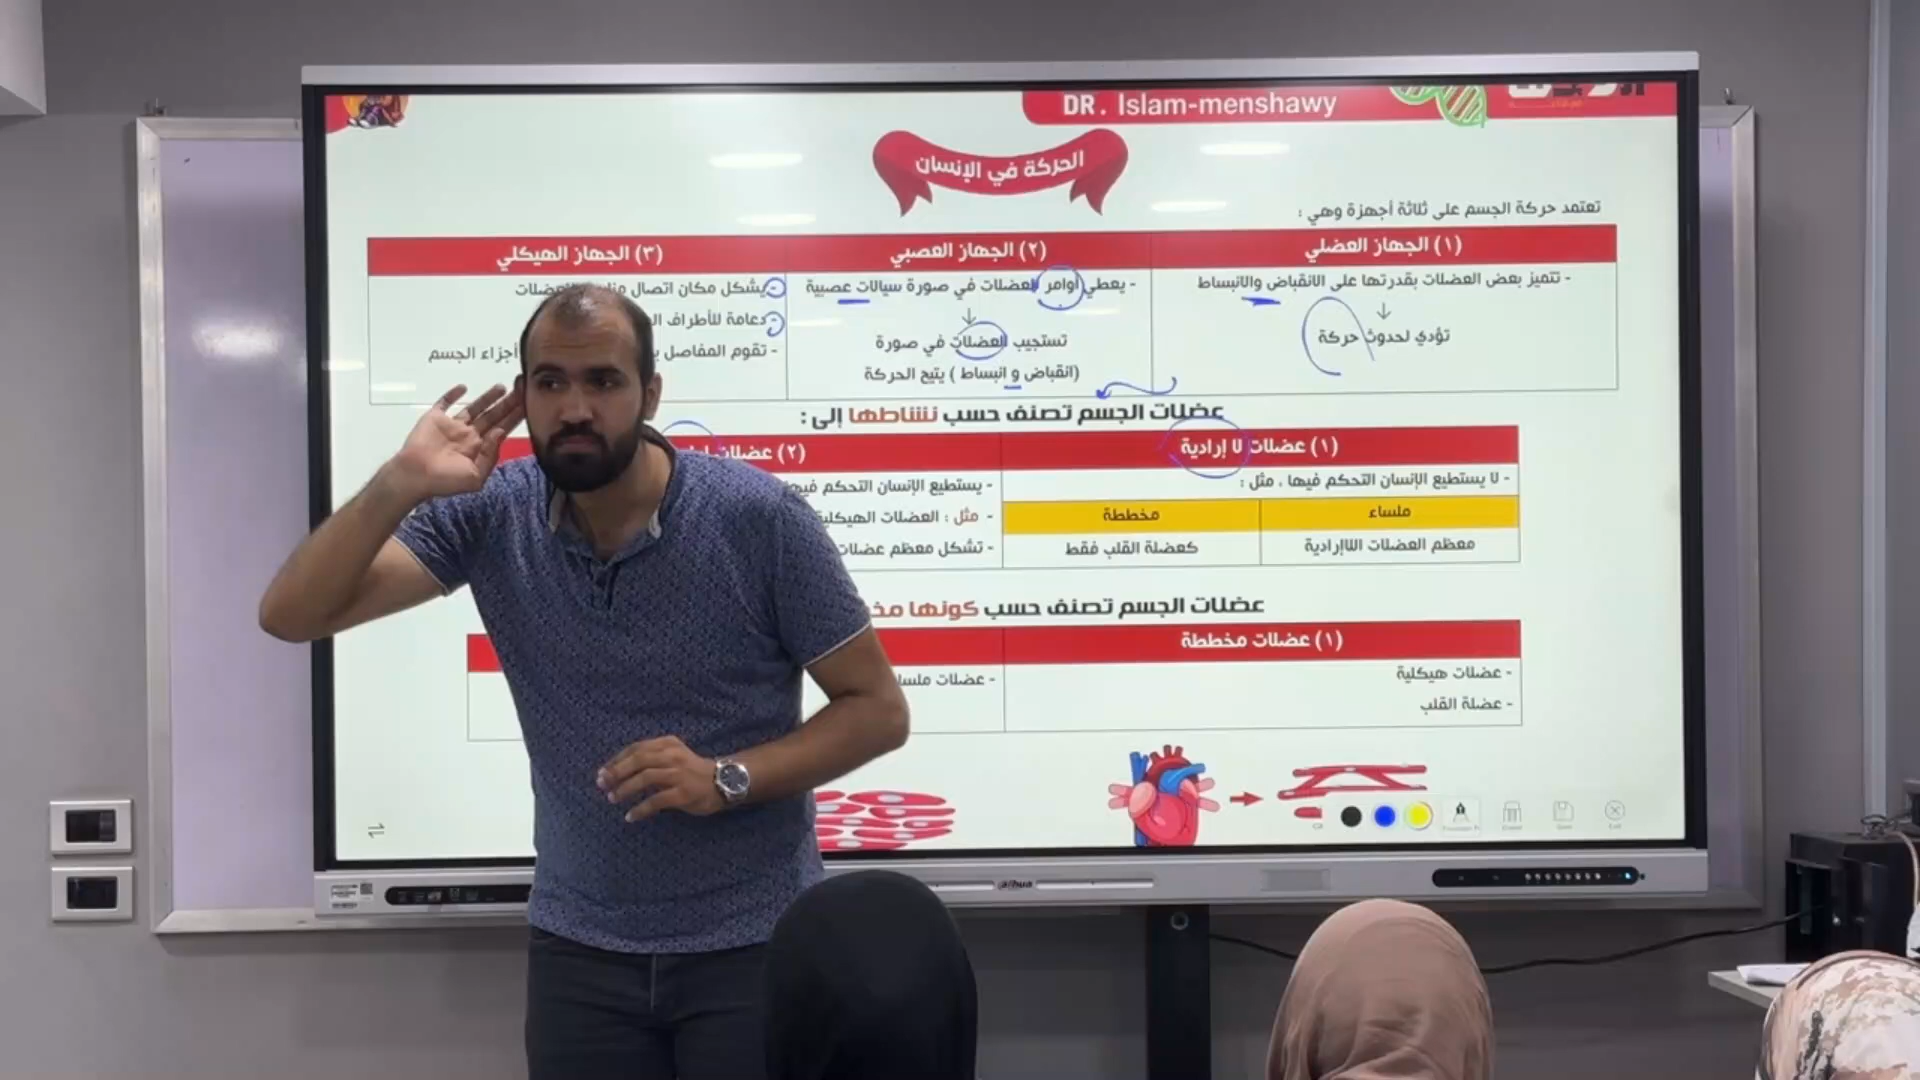 DR. Islam-menshawy
الحركة في الإنسان
تعتمد حركة الجسم على ثلاثة أجهزة وهي :
(١) الجهاز العضلي
(٢) الجهاز العصبي
(٣) الجهاز الهيكلي
- تتميز بعض العضلات بقدرتها على الانقباض والانبساط
تؤدي لحدوث حركة
- يعطي أوامر للعضلات في صورة سيالات عصبية
تستجيب العضلات في صورة
(انقباض و انبساط ) يتيح الحركة
- يشكل مكان اتصال العضلات
- دعامة للأطراف
- تقوم المفاصل أجزاء الجسم
عضلات الجسم تصنف حسب نشاطها إلى :
(١) عضلات لا إرادية
(٢) عضلات
- لا يستطيع الإنسان التحكم فيها ، مثل :
ملساء
مخططة
معظم العضلات اللاإرادية
كعضلة القلب فقط
- يستطيع الإنسان التحكم فيها
- مثل : العضلات الهيكلية
- تشكل معظم عضلات
عضلات الجسم تصنف حسب كونها
(١) عضلات مخططة
- عضلات هيكلية
- عضلة القلب
- عضلات ملساء
alhua